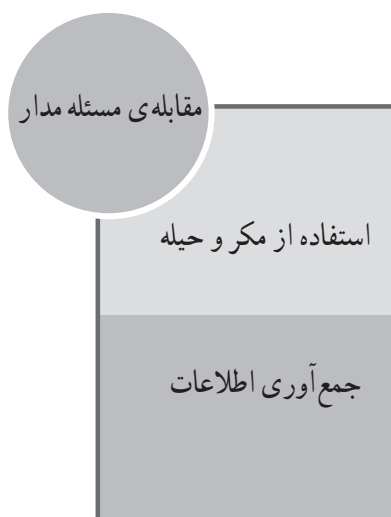 مقابله‌ی مسئله مدار
استفاده از مکر و حیله
جمع‌آوری اطلاعات